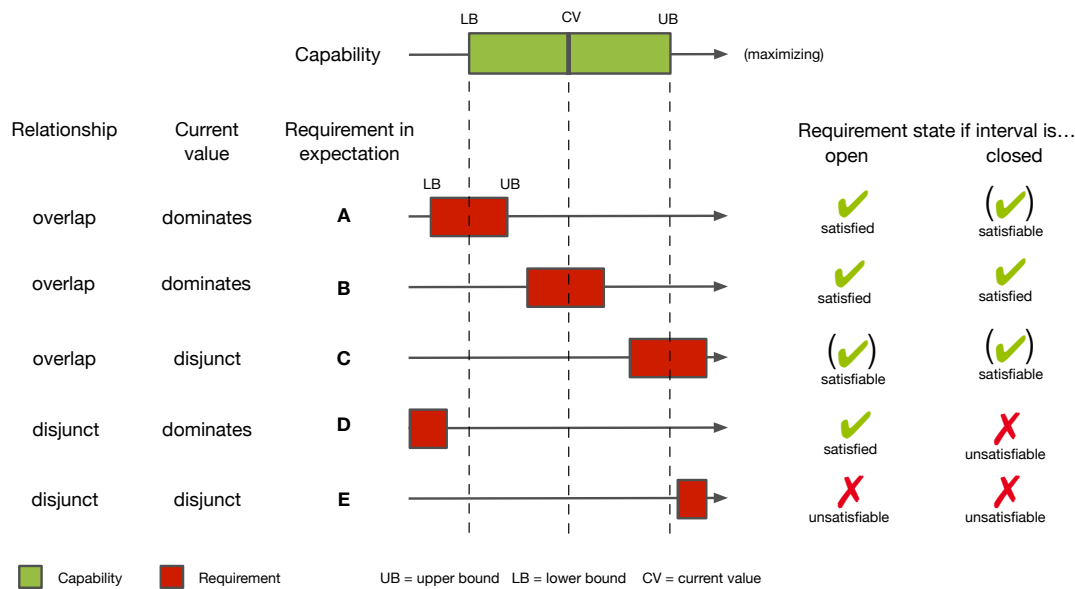 LB CV UB
Capability (maximizing)
Relationship Current value Requirement in expectation Requirement state if interval is…
open closed
LB UB
overlap dominates A satisfied satisfiable
overlap dominates B satisfied satisfied
overlap disjunct C satisfiable satisfiable
disjunct dominates D satisfied unsatisfiable
disjunct disjunct E unsatisfiable unsatisfiable
Capability Requirement UB = upper bound LB = lower bound CV = current value